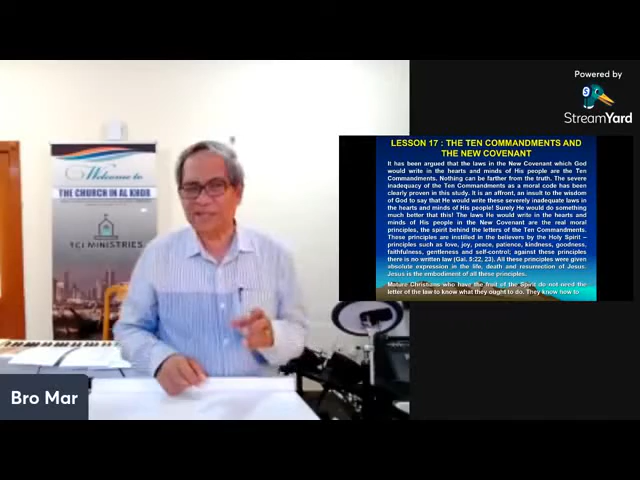 Powered by
StreamYard
Welcome to
THE CHURCH IN AL KHOR
TCI MINISTRIES
Bro Mar
LESSON 17 : THE TEN COMMANDMENTS AND
THE NEW COVENANT
It has been argued that the laws in the New Covenant which God
would write in the hearts and minds of His people are the Ten
Commandments. Nothing can be farther from the truth. The severe
inadequacy of the Ten Commandments as a moral code has been
clearly proven in this study. It is an affront, an insult to the wisdom
of God to say that He would write these severely inadequate laws in
the hearts and minds of His people! Surely He would do something
much better that this! The laws He would write in the hearts and
minds of His people in the New Covenant are the real moral
principles, the spirit behind the letters of the Ten Commandments.
These principles are instilled in the believers by the Holy Spirit –
principles such as love, joy, peace, patience, kindness, goodness,
faithfulness, gentleness and self-control; against these principles
there is no written law (Gal. 5:22, 23). All these principles were given
absolute expression in the life, death and resurrection of Jesus.
Jesus is the embodiment of all these principles.
Mature Christians who have the fruit of the Spirit do not need the
letter of the law to know what they ought to do. They know how to